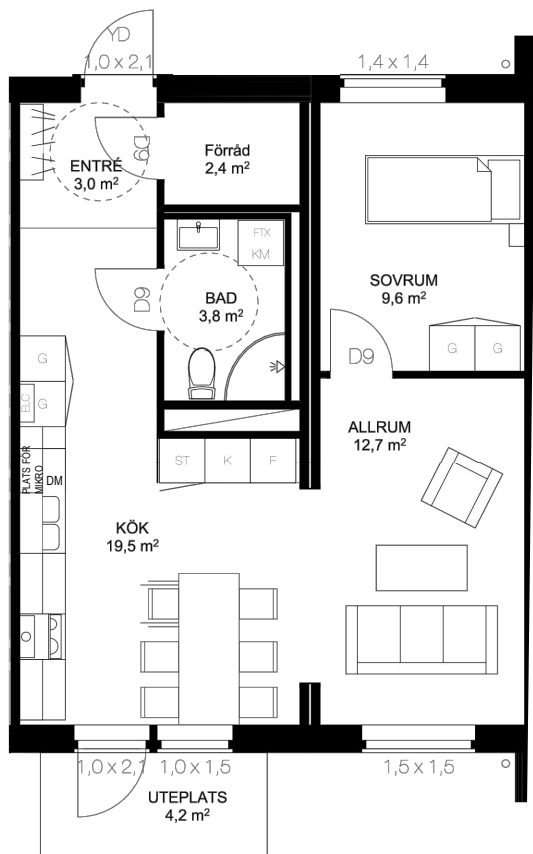 YD
1,0 x 2,1
1,4 x 1,4
D9
ENTRÉ
3,0 m²
Förråd
2,4 m²
FTX
KM
SOVRUM
9,6 m²
D9
BAD
3,8 m²
G
G
G
D9
ELC
G
ALLRUM
12,7 m²
ST
K
F
PLATS FÖR
MIKRO
DM
KÖK
19,5 m²
1,0 x 2,1
1,0 x 1,5
1,5 x 1,5
UTEPLATS
4,2 m²